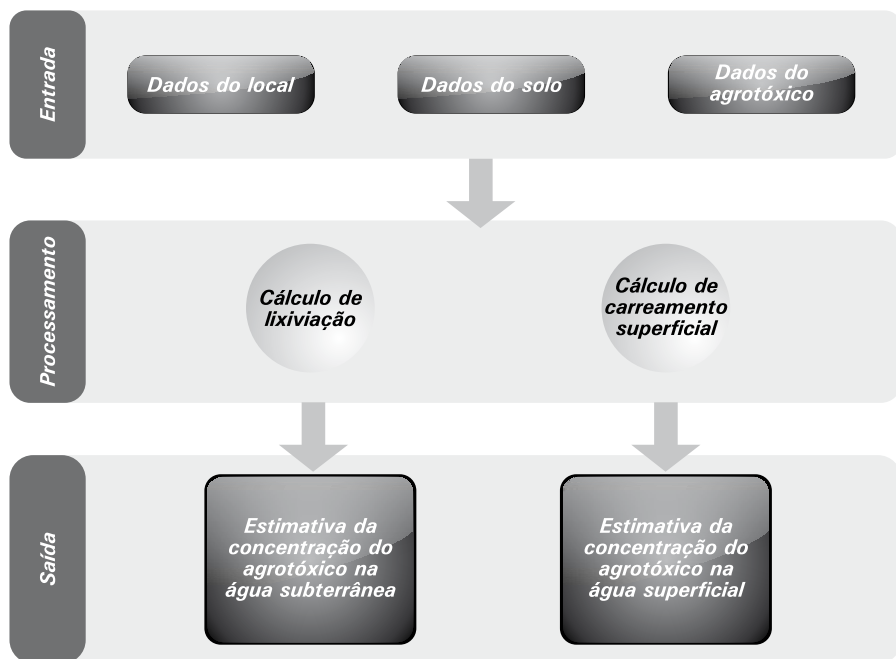 Entrada
Dados do local
Dados do solo
Dados do
agrotóxico
Processamento
Cálculo de
lixiviação
Cálculo de
carreamento
superficial
Saída
Estimativa da
concentração do
agrotóxico na
água subterrânea
Estimativa da
concentração do
agrotóxico na
água superficial